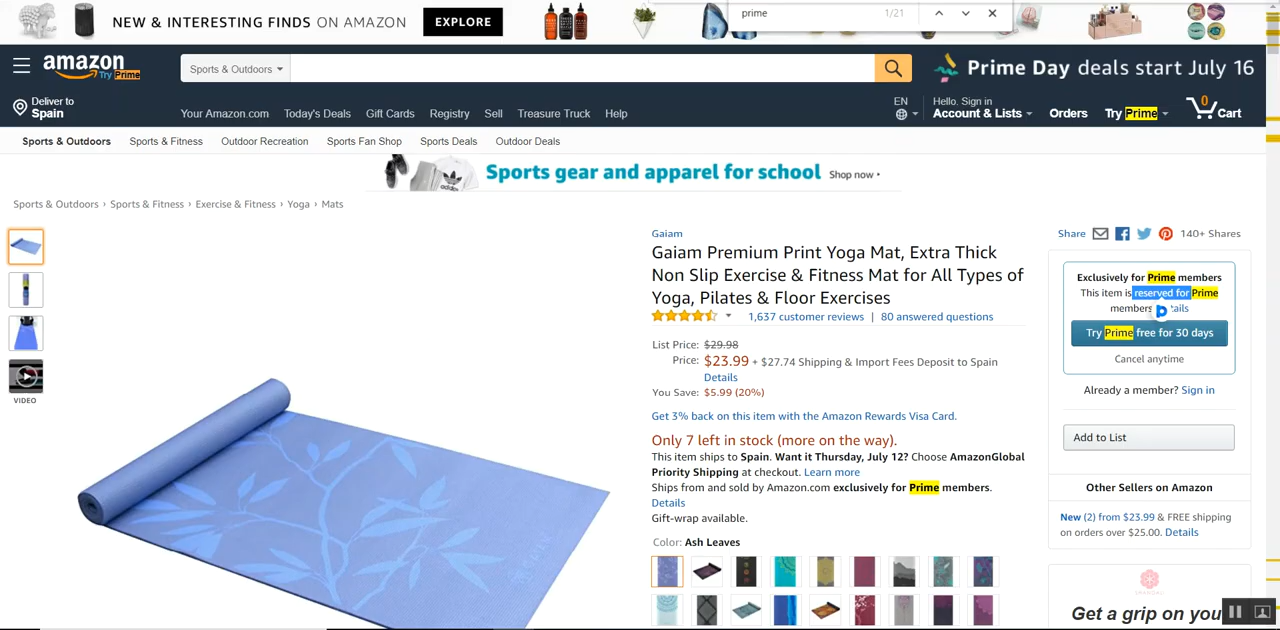 NEW & INTERESTING FINDS ON AMAZON
EXPLORE
prime
1/21
amazon
Try Prime
Sports & Outdoors
Prime Day deals start July 16
Deliver to
Spain
Your Amazon.com
Today's Deals
Gift Cards
Registry
Sell
Treasure Truck
Help
EN
Hello. Sign in
Account & Lists
Orders
Try Prime
0
Cart
Sports & Outdoors
Sports & Fitness
Outdoor Recreation
Sports Fan Shop
Sports Deals
Outdoor Deals
adidas
Sports gear and apparel for school Shop now ›
Sports & Outdoors › Sports & Fitness › Exercise & Fitness › Yoga › Mats
VIDEO
Gaiam
Gaiam Premium Print Yoga Mat, Extra Thick
Non Slip Exercise & Fitness Mat for All Types of
Yoga, Pilates & Floor Exercises
1,637 customer reviews | 80 answered questions
List Price: $29.98
Price: $23.99 + $27.74 Shipping & Import Fees Deposit to Spain
Details
You Save: $5.99 (20%)
Get 3% back on this item with the Amazon Rewards Visa Card.
Only 7 left in stock (more on the way).
This item ships to Spain. Want it Thursday, July 12? Choose AmazonGlobal
Priority Shipping at checkout. Learn more
Ships from and sold by Amazon.com exclusively for Prime members.
Details
Gift-wrap available.
Color: Ash Leaves
Share
140+ Shares
Exclusively for Prime members
This item is reserved for Prime
members
Try Prime free for 30 days
Cancel anytime
Already a member? Sign in
Add to List
Other Sellers on Amazon
New (2) from $23.99 & FREE shipping
on orders over $25.00. Details
Get a grip on you